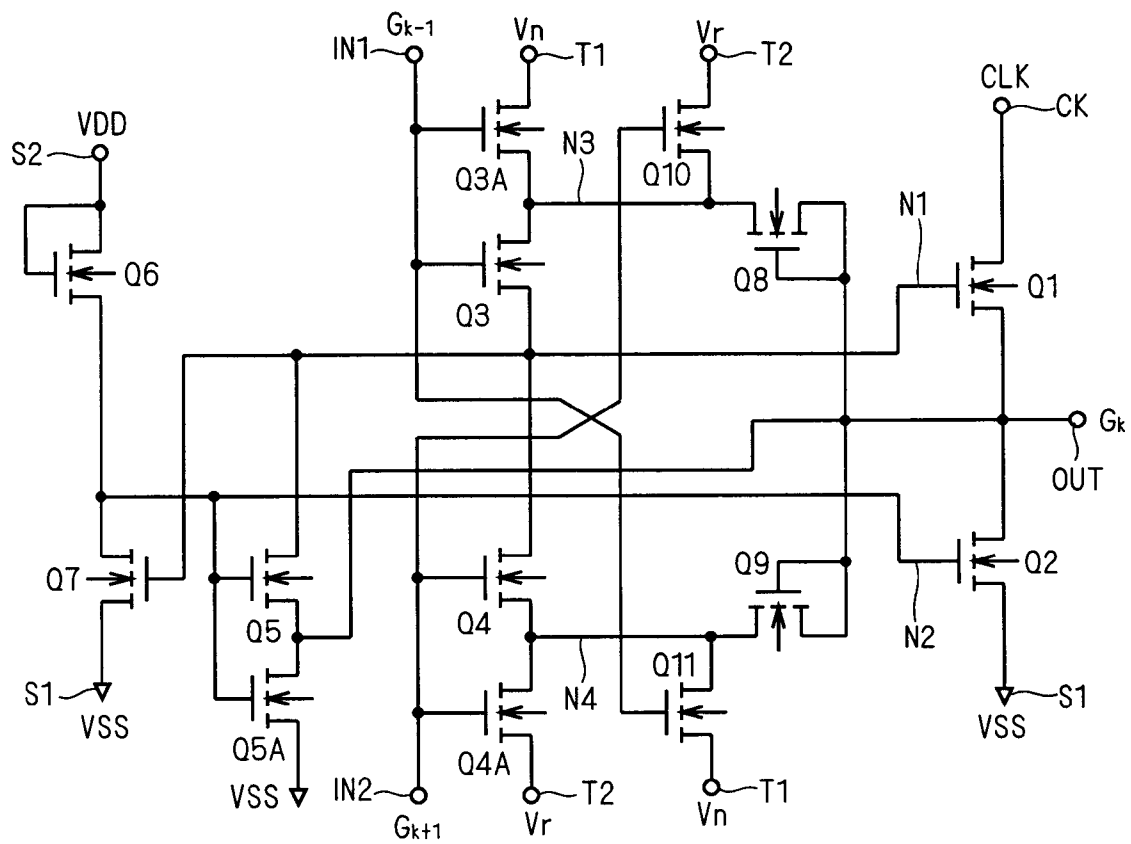 Gk-1
IN1
Vn
T1
Vr
T2
CLK
CK
VDD
S2
Q3A
N3
Q10
N1
Q6
Q3
Q8
Q1
Gk
OUT
Q7
Q5
Q4
Q9
Q2
N2
S1
VSS
Q5A
VSS
N4
Q11
Q4A
S1
VSS
IN2
Gk+1
T2
Vr
T1
Vn